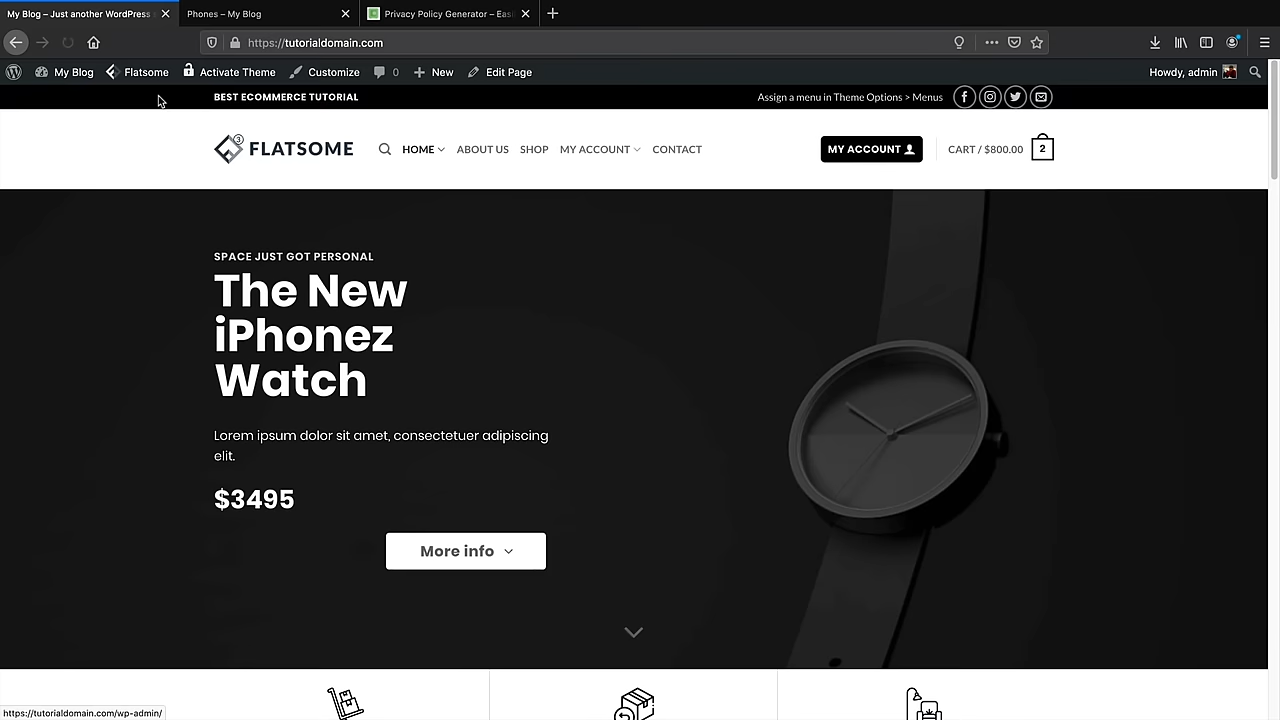 My Blog – Just another WordPress s
Phones – My Blog
Privacy Policy Generator – Easi
https://tutorialdomain.com
My Blog
Flatsome
Activate Theme
Customize
0
New
Edit Page
Howdy, admin
BEST ECOMMERCE TUTORIAL
Assign a menu in Theme Options > Menus
3
FLATSOME
HOME
ABOUT US
SHOP
MY ACCOUNT
CONTACT
MY ACCOUNT
CART / $800.00
2
SPACE JUST GOT PERSONAL
The New
iPhonez
Watch
Lorem ipsum dolor sit amet, consectetuer adipiscing
elit.
$3495
More info
https://tutorialdomain.com/wp-admin/